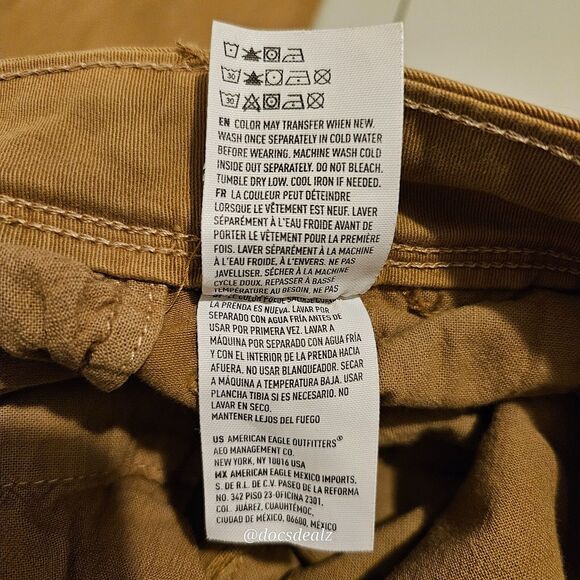 30
30
EN COLOR MAY TRANSFER WHEN NEW.
WASH ONCE SEPARATELY IN COLD WATER
BEFORE WEARING. MACHINE WASH COLD
INSIDE OUT SEPARATELY. DO NOT BLEACH.
TUMBLE DRY LOW. COOL IRON IF NEEDED.
FR LA COULEUR PEUT DÉTEINDRE
LORSQUE LE VÊTEMENT EST NEUF. LAVER
SÉPARÉMENT À L'EAU FROIDE AVANT DE
PORTER LE VÊTEMENT POUR LA PREMIÈRE
FOIS. LAVER SÉPARÉMENT À LA MACHINE
À L'EAU FROIDE, À L'ENVERS. NE PAS
JAVELLISER. SÉCHER À LA MACHINE
CYCLE DOUX. REPASSER À BASSE
TEMPÉRATURE AU BESOIN. NE PAS
LA PRENDA ES NUEVA. LAVAR POR
SEPARADO CON AGUA FRÍA ANTES DE
USAR POR PRIMERA VEZ. LAVAR A
MÁQUINA POR SEPARADO CON AGUA FRÍA
Y CON EL INTERIOR DE LA PRENDA HACIA
AFUERA. NO USAR BLANQUEADOR. SECAR
A MÁQUINA A TEMPERATURA BAJA. USAR
PLANCHA TIBIA SI ES NECESARIO. NO
LAVAR EN SECO.
MANTENER LEJOS DEL FUEGO
US AMERICAN EAGLE OUTFITTERS®
AEO MANAGEMENT CO.
NEW YORK, NY 10016 USA
MX AMERICAN EAGLE MEXICO IMPORTS,
S. DE R.L. DE C.V. PASEO DE LA REFORMA
NO. 342 PISO 23-OFICINA 2301,
COL. JUÁREZ, CUAUHTÉMOC,
CIUDAD DE MÉXICO, 06600, MÉXICO
@docsdealz